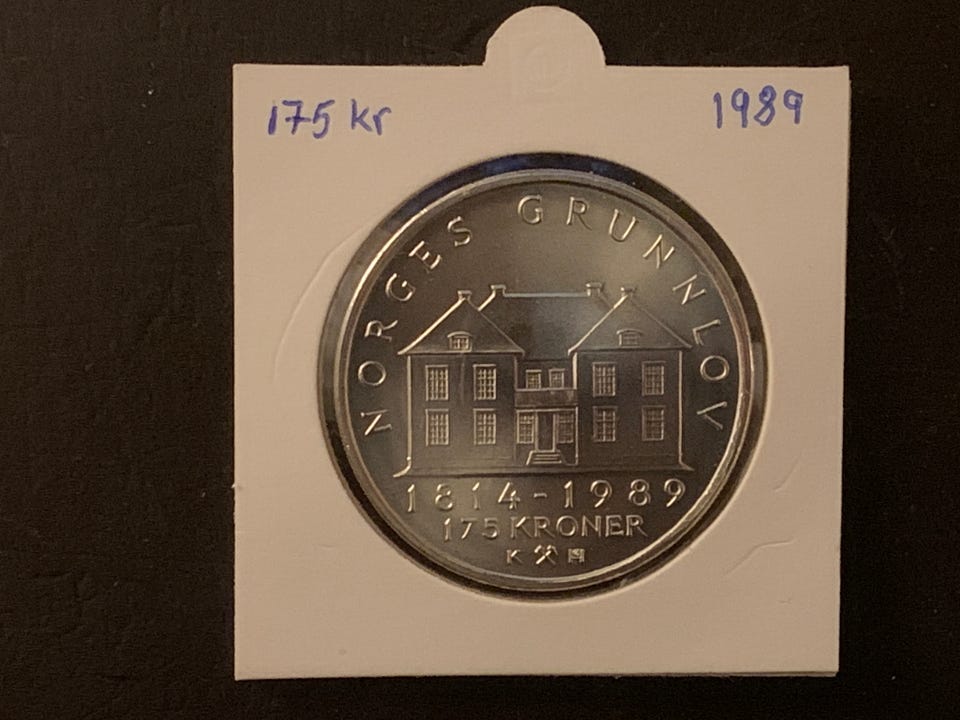 175 kr
1989
NORGES GRUNNLOV
1814-1989
175 KRONER
K ⚒